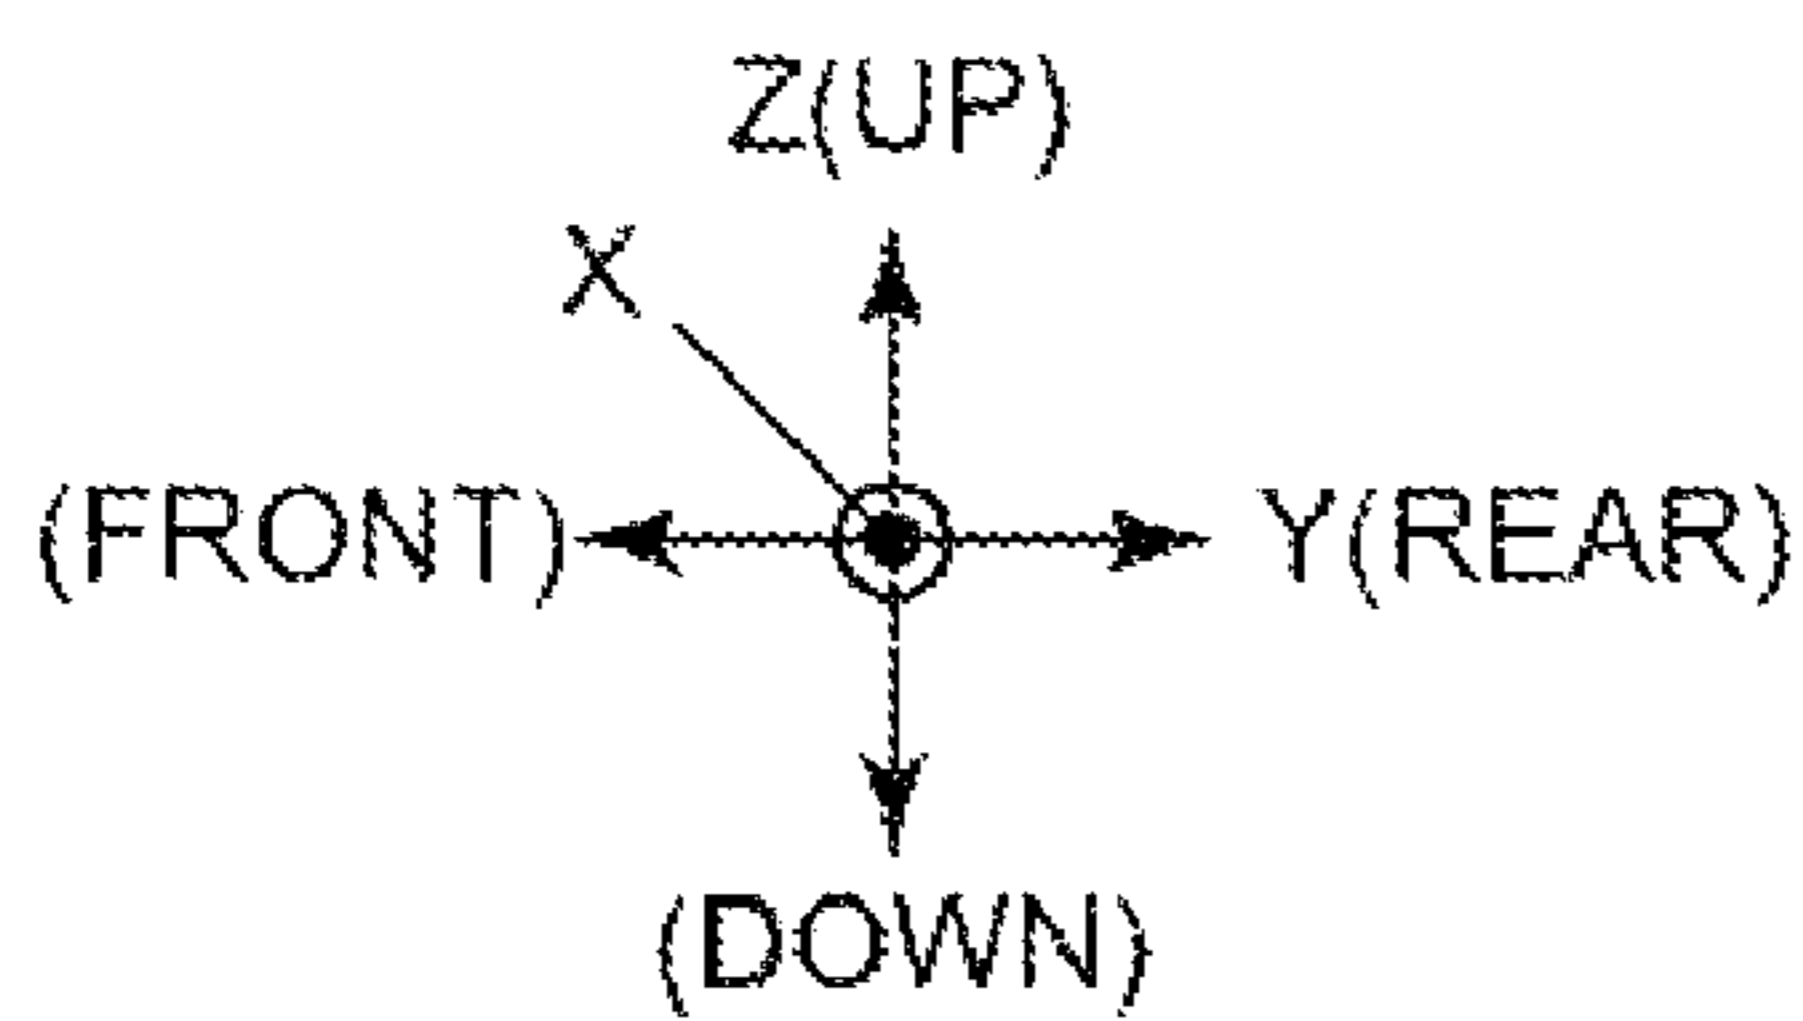 Z(UP)
X
(FRONT)
Y(REAR)
(DOWN)